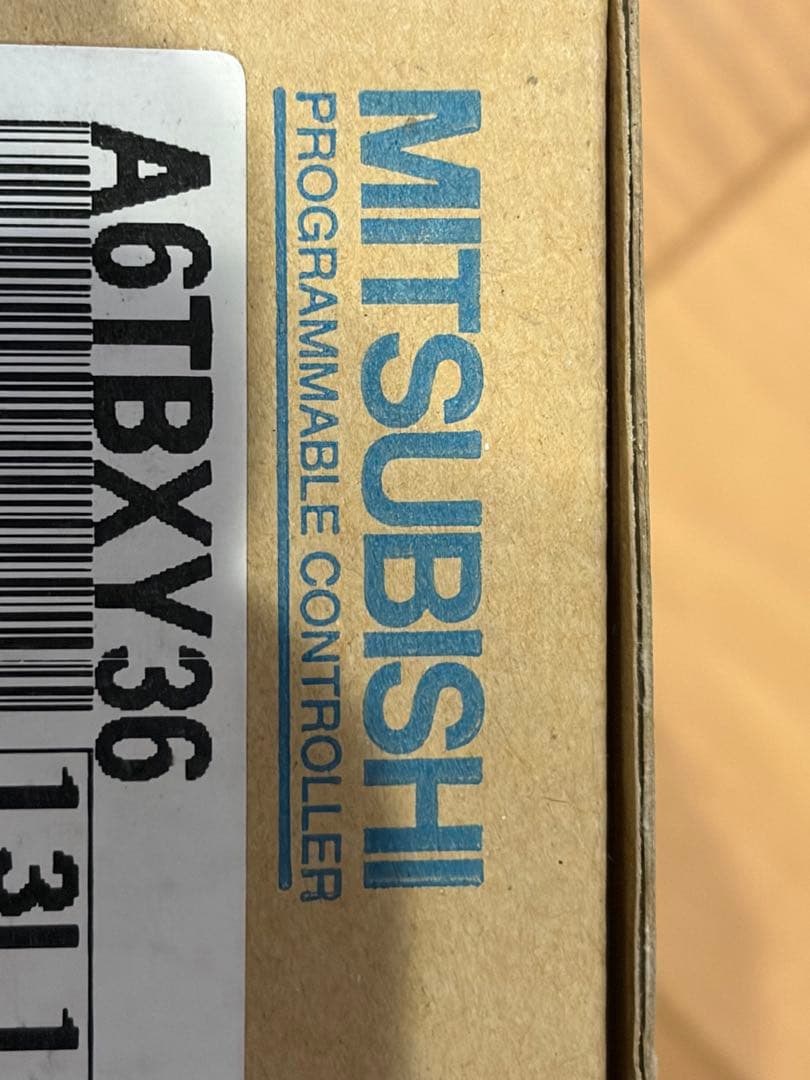 MITSUBISHI
PROGRAMMABLE CONTROLLER
A6TBXY36